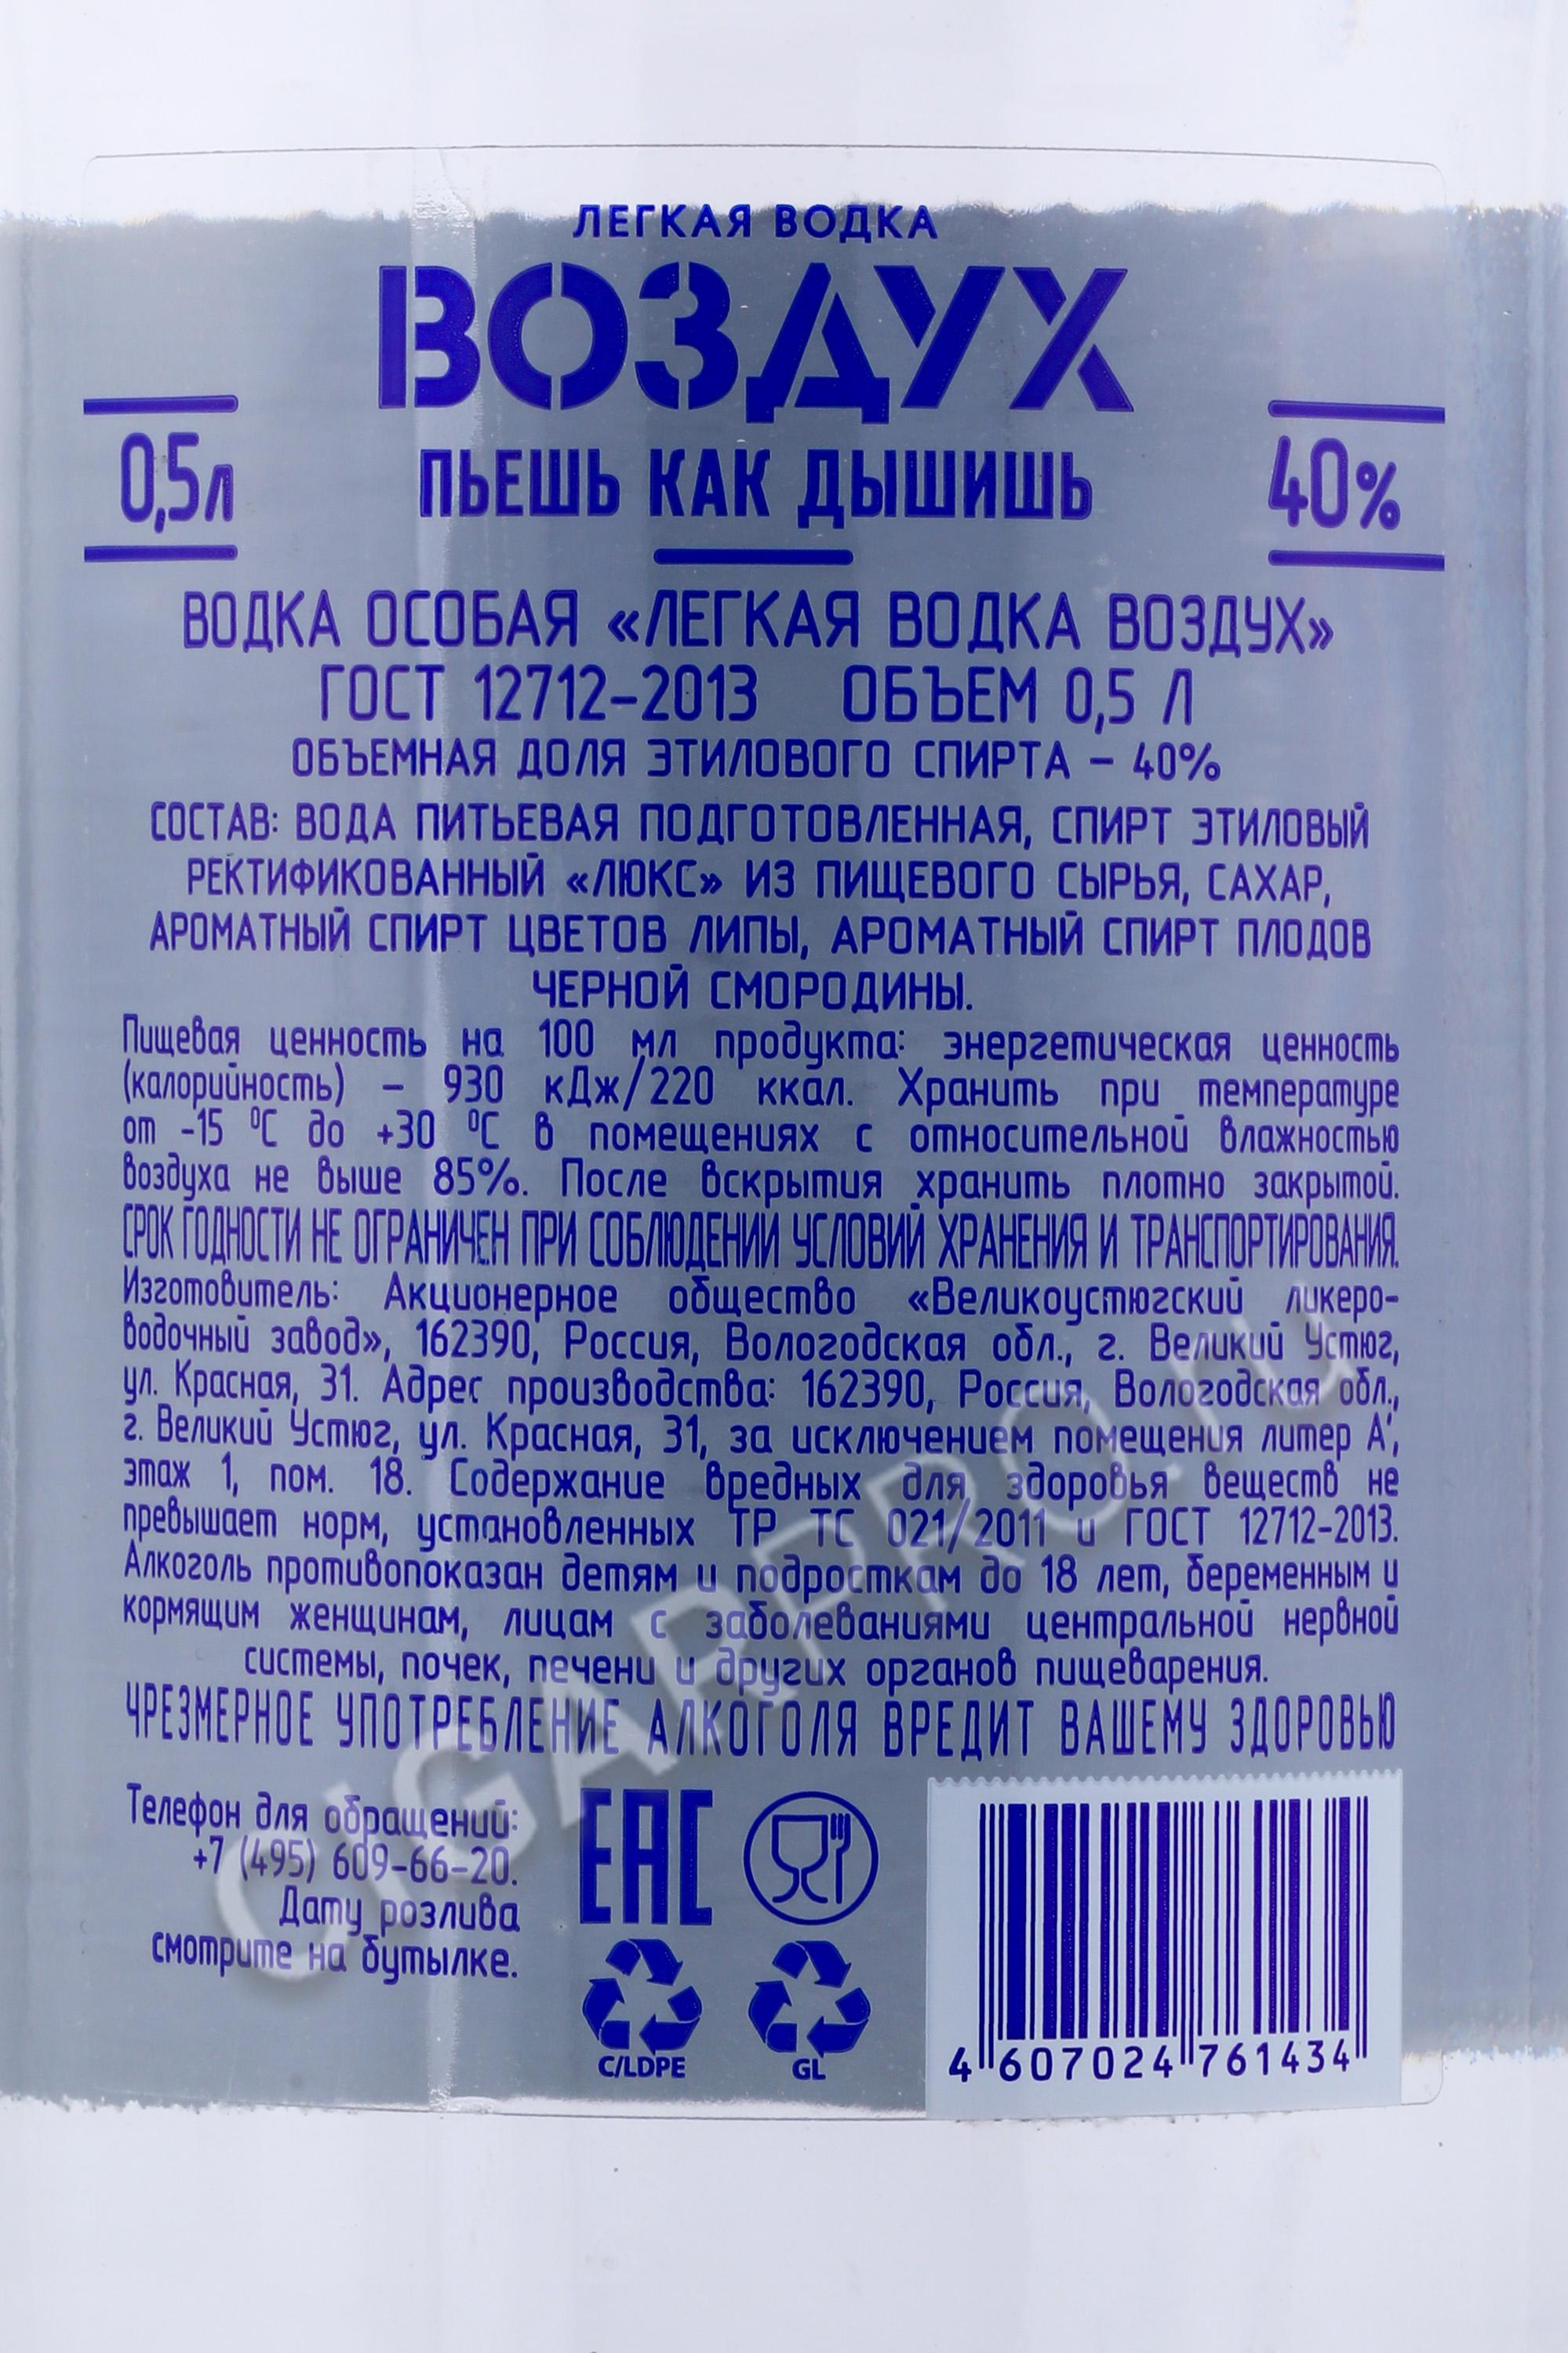 ЛЕГКАЯ ВОДКА
ВОЗДУХ
0,5л
ПЬЕШЬ КАК ДЫШИШЬ
40%
ВОДКА ОСОБАЯ «ЛЕГКАЯ ВОДКА ВОЗДУХ»
ГОСТ 12712-2013 ОБЪЕМ 0,5 Л
ОБЪЕМНАЯ ДОЛЯ ЭТИЛОВОГО СПИРТА – 40%
СОСТАВ: ВОДА ПИТЬЕВАЯ ПОДГОТОВЛЕННАЯ, СПИРТ ЭТИЛОВЫЙ
РЕКТИФИКОВАННЫЙ «ЛЮКС» ИЗ ПИЩЕВОГО СЫРЬЯ, САХАР,
АРОМАТНЫЙ СПИРТ ЦВЕТОВ ЛИПЫ, АРОМАТНЫЙ СПИРТ ПЛОДОВ
ЧЕРНОЙ СМОРОДИНЫ.
Пищевая ценность на 100 мл продукта: энергетическая ценность
(калорийность) – 930 кДж/220 ккал. Хранить при температуре
от -15 °С до +30 °С в помещениях с относительной влажностью
воздуха не выше 85%. После вскрытия хранить плотно закрытой.
СРОК ГОДНОСТИ НЕ ОГРАНИЧЕН ПРИ СОБЛЮДЕНИИ УСЛОВИЙ ХРАНЕНИЯ И ТРАНСПОРТИРОВАНИЯ.
Изготовитель: Акционерное общество «Великоустюгский ликеро-
водочный завод», 162390, Россия, Вологодская обл., г. Великий Устюг,
ул. Красная, 31. Адрес производства: 162390, Россия, Вологодская обл.,
г. Великий Устюг, ул. Красная, 31, за исключением помещения литер А',
этаж 1, пом. 18. Содержание вредных для здоровья веществ не
превышает норм, установленных ТР ТС 021/2011 и ГОСТ 12712-2013.
Алкоголь противопоказан детям и подросткам до 18 лет, беременным и
кормящим женщинам, лицам с заболеваниями центральной нервной
системы, почек, печени и других органов пищеварения.
ЧРЕЗМЕРНОЕ УПОТРЕБЛЕНИЕ АЛКОГОЛЯ ВРЕДИТ ВАШЕМУ ЗДОРОВЬЮ
Телефон для обращений:
+7 (495) 609-66-20.
Дату розлива
смотрите на бутылке.
EAC
C/LDPE
GL
4 607024 761434
CIGARPRO.ru